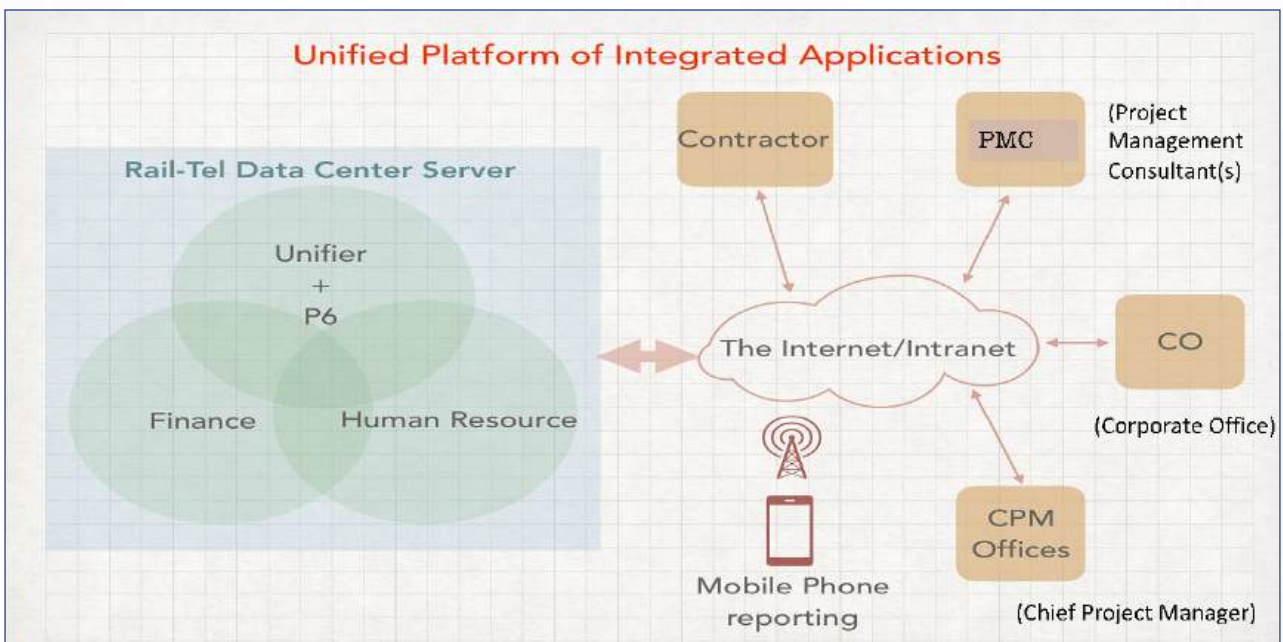 Unified Platform of Integrated Applications
Rail-Tel Data Center Server
Unifier
+
P6
Finance
Human Resource
Contractor
PMC
(Project
Management
Consultant(s)
The Internet/Intranet
CO
(Corporate Office)
CPM
Offices
(Chief Project Manager)
Mobile Phone
reporting